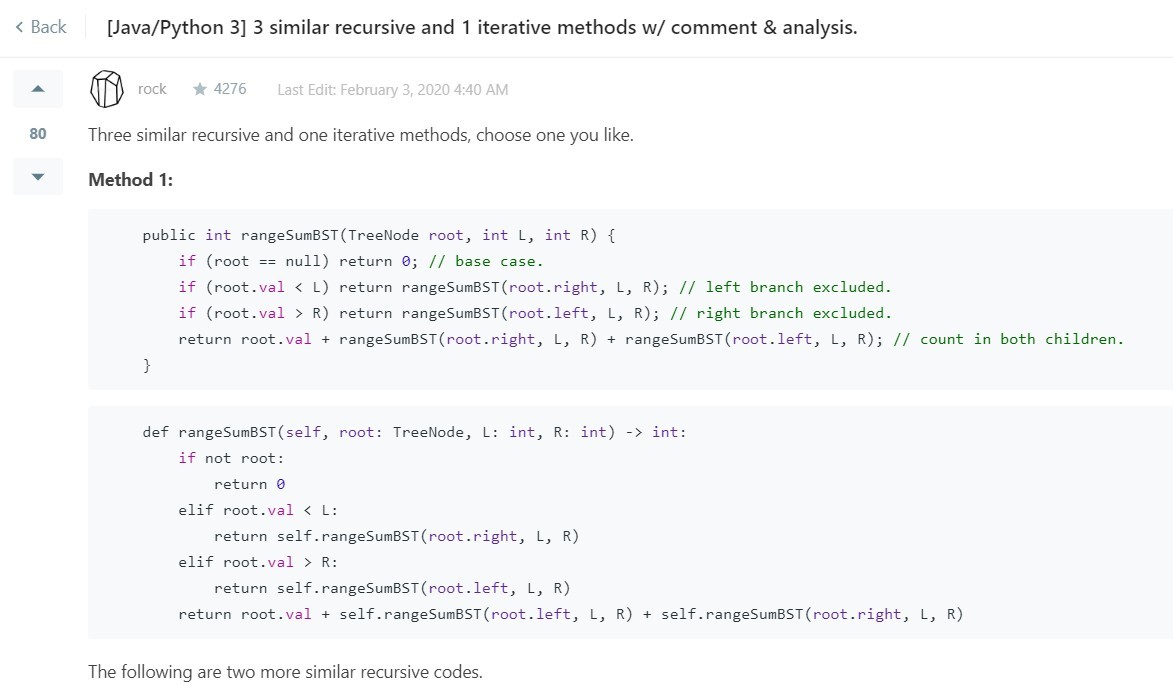 Back
[Java/Python 3] 3 similar recursive and 1 iterative methods w/ comment & analysis.
rock 4276 Last Edit: February 3, 2020 4:40 AM
80
Three similar recursive and one iterative methods, choose one you like.
Method 1:
public int rangeSumBST(TreeNode root, int L, int R) {
    if (root == null) return 0; // base case.
    if (root.val < L) return rangeSumBST(root.right, L, R); // left branch excluded.
    if (root.val > R) return rangeSumBST(root.left, L, R); // right branch excluded.
    return root.val + rangeSumBST(root.right, L, R) + rangeSumBST(root.left, L, R); // count in both children.
}
def rangeSumBST(self, root: TreeNode, L: int, R: int) -> int:
    if not root:
        return 0
    elif root.val < L:
        return self.rangeSumBST(root.right, L, R)
    elif root.val > R:
        return self.rangeSumBST(root.left, L, R)
    return root.val + self.rangeSumBST(root.left, L, R) + self.rangeSumBST(root.right, L, R)
The following are two more similar recursive codes.